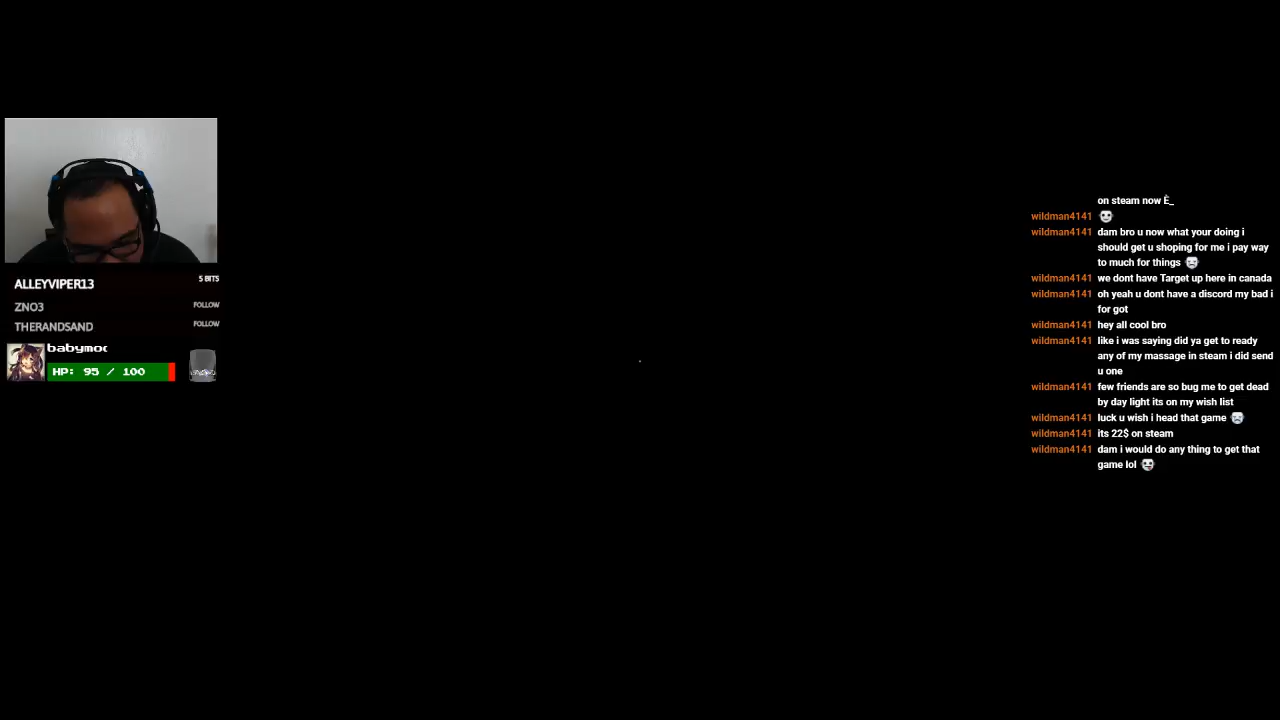 ALLEYVIPER13 5 BITS
ZNO3 FOLLOW
THERANDSAND FOLLOW
babymoo
HP: 95 / 100
on steam now È_
wildman4141
wildman4141 dam bro u now what your doing i
should get u shoping for me i pay way
to much for things
wildman4141 we dont have Target up here in canada
wildman4141 oh yeah u dont have a discord my bad i
for got
wildman4141 hey all cool bro
wildman4141 like i was saying did ya get to ready
any of my massage in steam i did send
u one
wildman4141 few friends are so bug me to get dead
by day light its on my wish list
wildman4141 luck u wish i head that game
wildman4141 its 22$ on steam
wildman4141 dam i would do any thing to get that
game lol